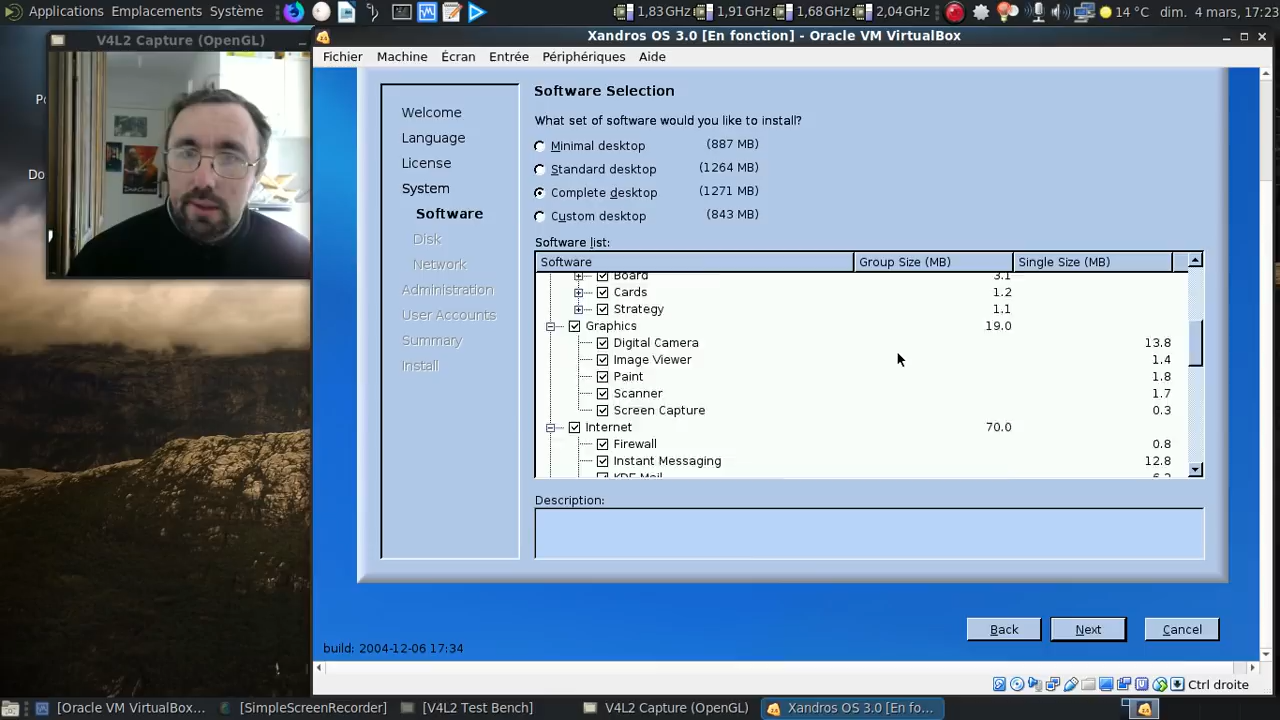 Applications Emplacements Système
1,83 GHz 1,91 GHz 1,68 GHz 2,04 GHz
dim. 4 mars, 17:23
V4L2 Capture (OpenGL)
Xandros OS 3.0 [En fonction] - Oracle VM VirtualBox
Fichier Machine Écran Entrée Périphériques Aide
Welcome
Language
License
System
Software
Disk
Network
Administration
User Accounts
Summary
Install
Software Selection
What set of software would you like to install?
Minimal desktop (887 MB)
Standard desktop (1264 MB)
Complete desktop (1271 MB)
Custom desktop (843 MB)
Software list:
Software Group Size (MB) Single Size (MB)
Board 3.1
Cards 1.2
Strategy 1.1
Graphics 19.0
Digital Camera 13.8
Image Viewer 1.4
Paint 1.8
Scanner 1.7
Screen Capture 0.3
Internet 70.0
Firewall 0.8
Instant Messaging 12.8
KDE Mail
Description:
Back Next Cancel
build: 2004-12-06 17:34
Ctrl droite
[Oracle VM VirtualBox... [SimpleScreenRecorder] [V4L2 Test Bench] V4L2 Capture (OpenGL) Xandros OS 3.0 [En fo...